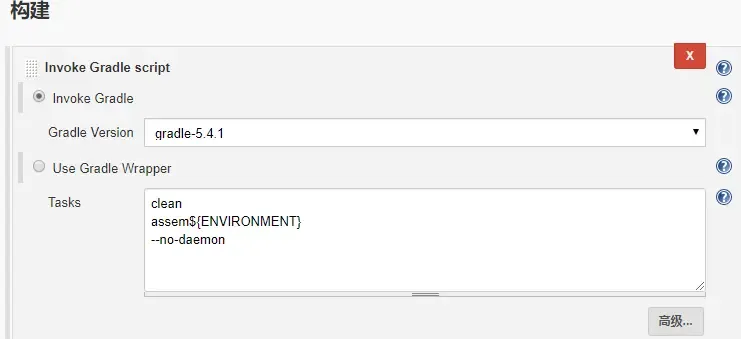 构建
Invoke Gradle script
X
Invoke Gradle
Gradle Version
gradle-5.4.1
Use Gradle Wrapper
Tasks
clean
assem${ENVIRONMENT}
--no-daemon
高级...